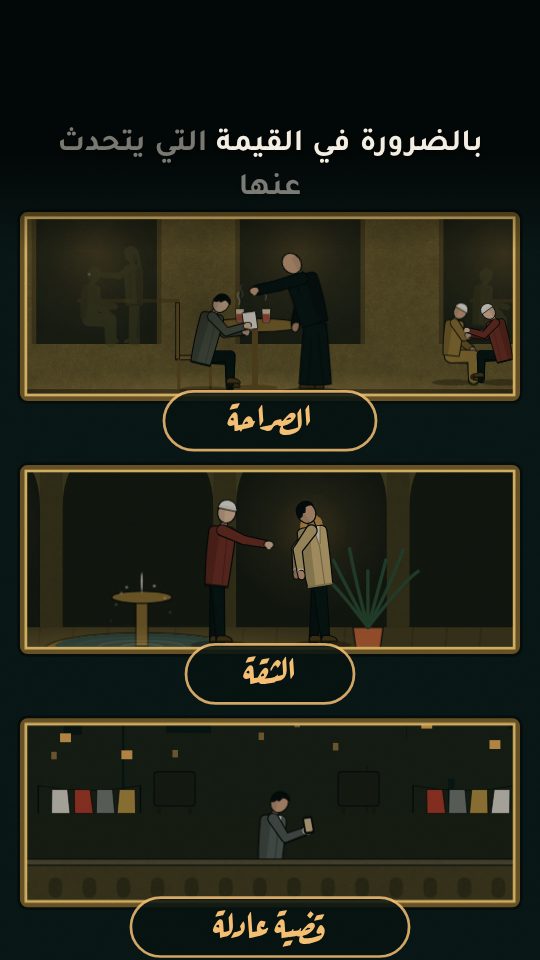 بالضرورة في القيمة التي يتحدث
عنها
الصراحة
الثقة
قضية عادلة